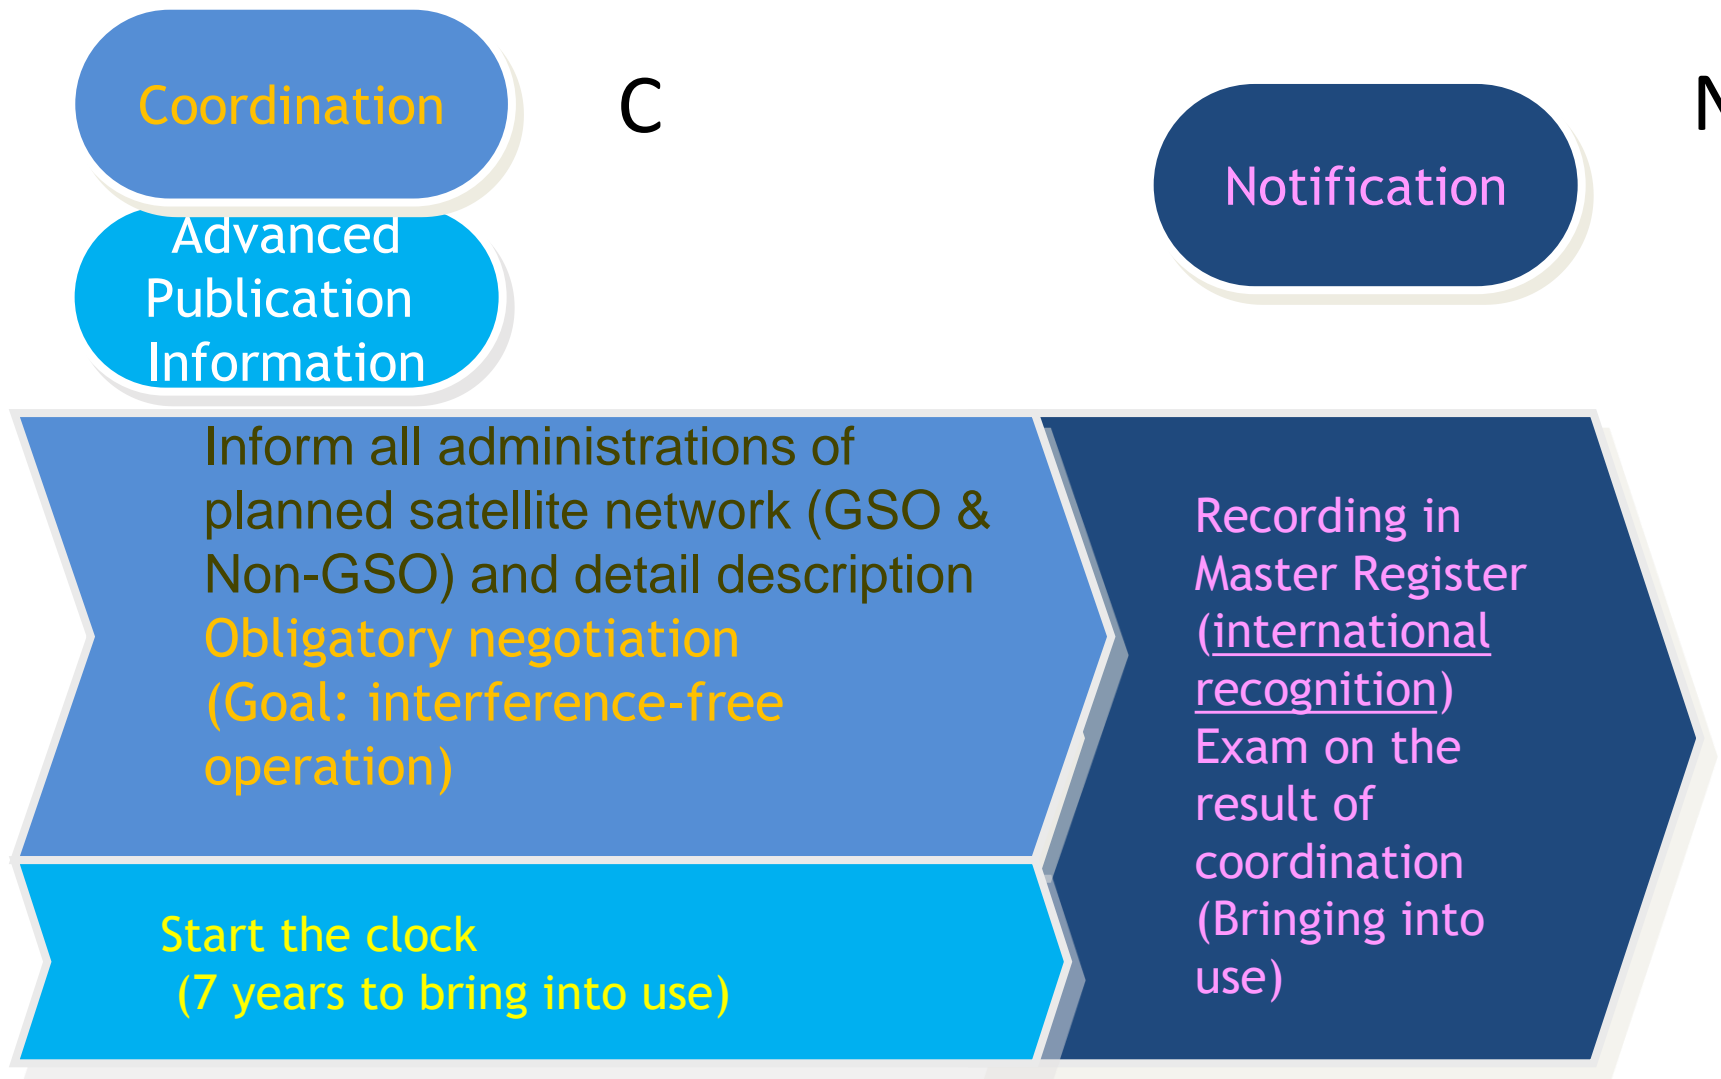 Coordination
C
N
Notification
Advanced
Publication
Information
Inform all administrations of
planned satellite network (GSO &
Non-GSO) and detail description
Obligatory negotiation
(Goal: interference-free
operation)
Start the clock
(7 years to bring into use)
Recording in
Master Register
(international
recognition)
Exam on the
result of
coordination
(Bringing into
use)